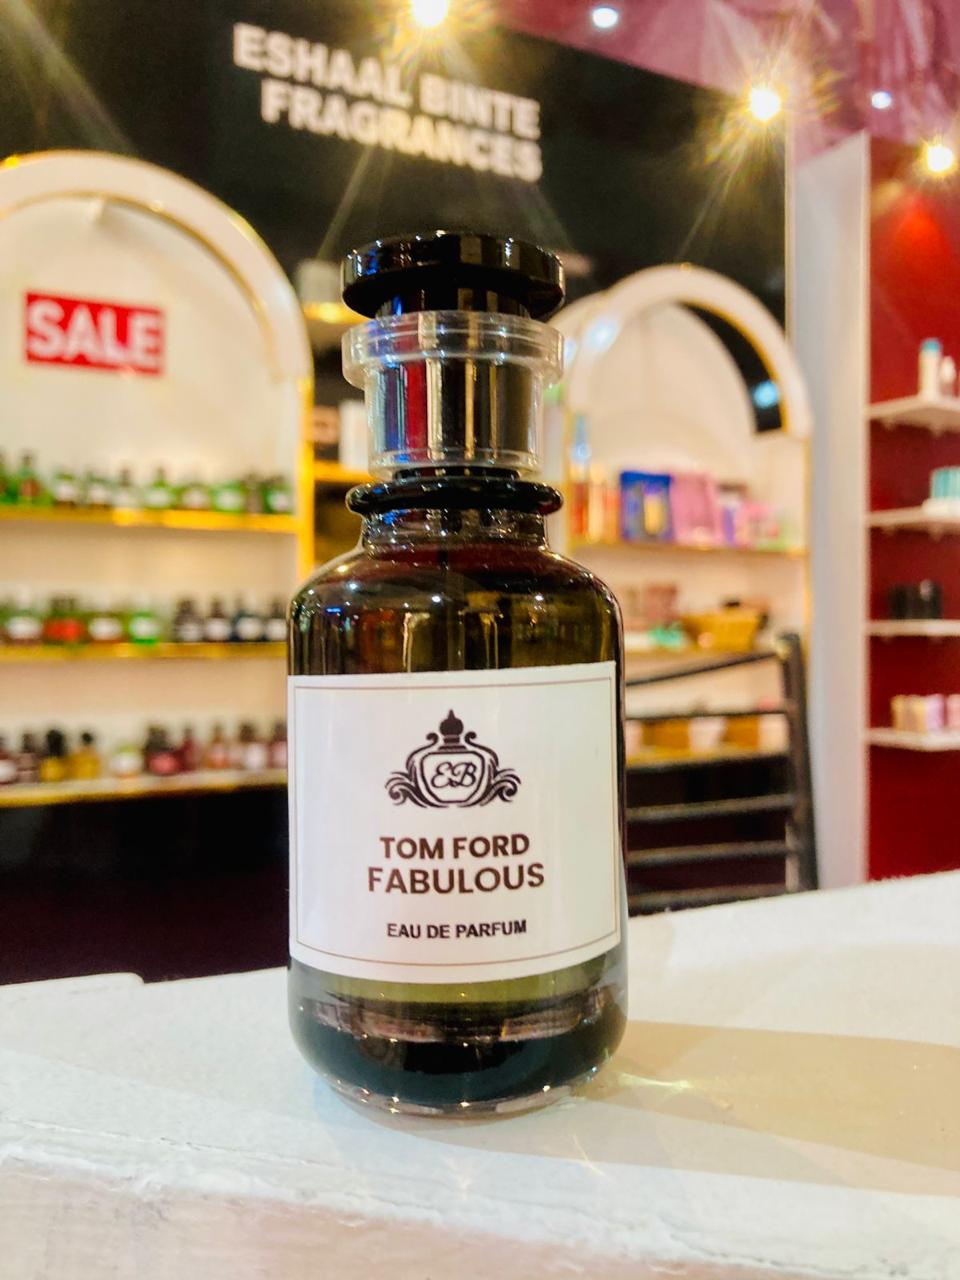 ESHAAL BINTE
FRAGRANCES
SALE
EB
TOM FORD
FABULOUS
EAU DE PARFUM